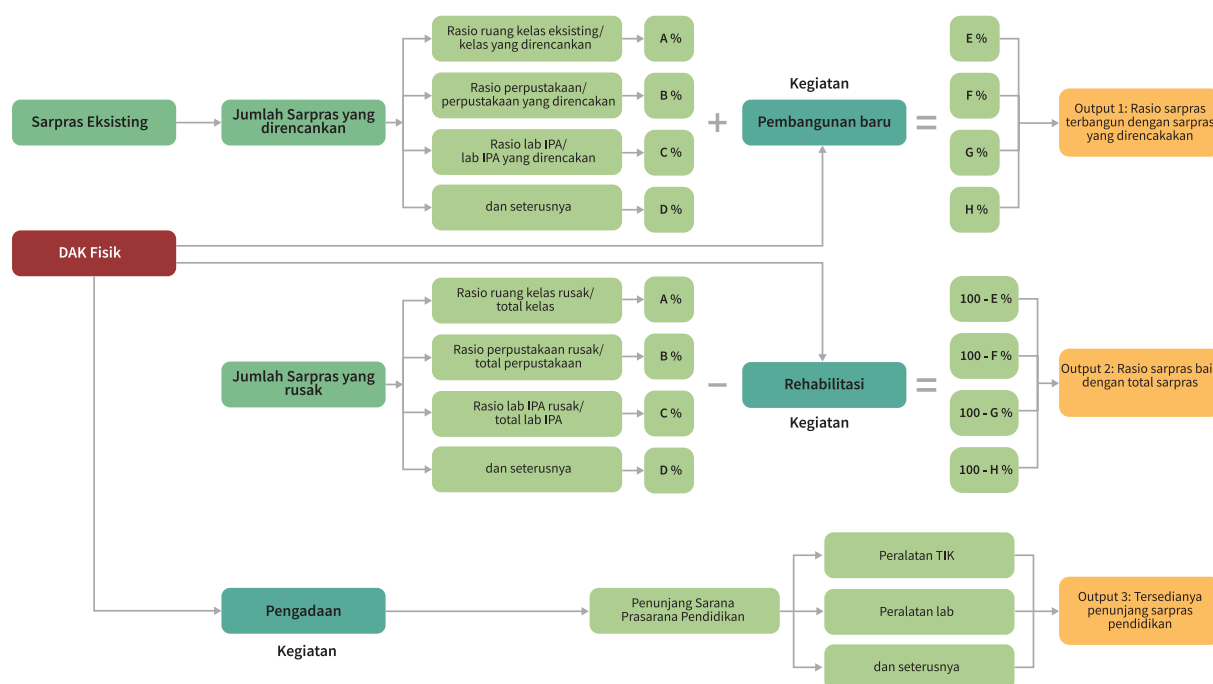 Sarpras Eksisting
Jumlah Sarpras yang
direncankan
Rasio ruang kelas eksisting/
kelas yang direncankan
A %
Rasio perpustakaan/
perpustakaan yang direncakan
B %
Rasio lab IPA/
lab IPA yang direncakan
C %
dan seterusnya
D %
+
Kegiatan
Pembangunan baru
=
E %
F %
G %
H %
Output 1: Rasio sarpras
terbangun dengan sarpras
yang direncakakan
DAK Fisik
Jumlah Sarpras yang
rusak
Rasio ruang kelas rusak/
total kelas
A %
Rasio perpustakaan rusak/
total perpustakaan
B %
Rasio lab IPA rusak/
total lab IPA
C %
dan seterusnya
D %
–
Rehabilitasi
Kegiatan
=
100 - E %
100 - F %
100 - G %
100 - H %
Output 2: Rasio sarpras bai
dengan total sarpras
Pengadaan
Kegiatan
Penunjang Sarana
Prasarana Pendidikan
Peralatan TIK
Peralatan lab
dan seterusnya
Output 3: Tersedianya
penunjang sarpras
pendidikan